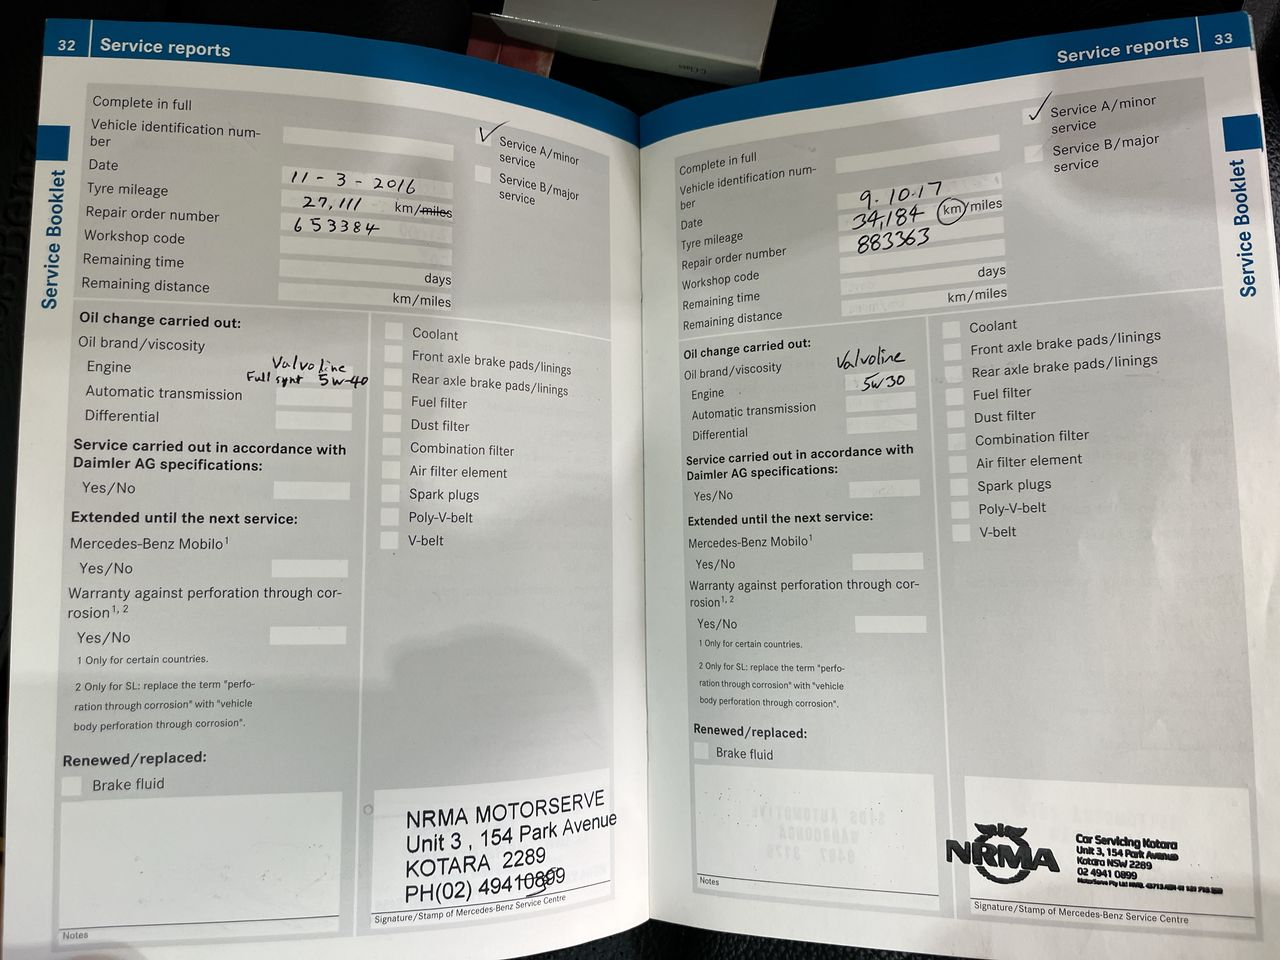 32 Service reports
Complete in full
Vehicle identification num-
ber
Date 11-3-2016
Tyre mileage 27,111 km/miles
Repair order number 653384
Workshop code
Remaining time days
Remaining distance km/miles
Service A/minor
service
Service B/major
service
Service Booklet
Oil change carried out:
Oil brand/viscosity
Engine Valvoline
Full synt 5w-40
Automatic transmission
Differential
Service carried out in accordance with
Daimler AG specifications:
Yes/No
Extended until the next service:
Mercedes-Benz Mobilo1
Yes/No
Warranty against perforation through cor-
rosion1, 2
Yes/No
1 Only for certain countries.
2 Only for SL: replace the term "perfo-
ration through corrosion" with "vehicle
body perforation through corrosion".
Renewed/replaced:
Brake fluid
Notes
Coolant
Front axle brake pads/linings
Rear axle brake pads/linings
Fuel filter
Dust filter
Combination filter
Air filter element
Spark plugs
Poly-V-belt
V-belt
NRMA MOTORSERVE
Unit 3 , 154 Park Avenue
KOTARA 2289
PH(02) 49410899
Signature/Stamp of Mercedes-Benz Service Centre
Service reports 33
Complete in full
Vehicle identification num-
ber
Date 9.10.17
Tyre mileage 34,184 km/miles
Repair order number 883363
Workshop code
Remaining time days
Remaining distance km/miles
Service A/minor
service
Service B/major
service
Service Booklet
Oil change carried out:
Oil brand/viscosity Valvoline
Engine 5w30
Automatic transmission
Differential
Service carried out in accordance with
Daimler AG specifications:
Yes/No
Extended until the next service:
Mercedes-Benz Mobilo1
Yes/No
Warranty against perforation through cor-
rosion1, 2
Yes/No
1 Only for certain countries.
2 Only for SL: replace the term "perfo-
ration through corrosion" with "vehicle
body perforation through corrosion".
Renewed/replaced:
Brake fluid
Notes
Coolant
Front axle brake pads/linings
Rear axle brake pads/linings
Fuel filter
Dust filter
Combination filter
Air filter element
Spark plugs
Poly-V-belt
V-belt
NRMA
Car Servicing Kotara
Unit 3, 154 Park Avenue
Kotara NSW 2289
02 4941 0899
Signature/Stamp of Mercedes-Benz Service Centre
C-Class